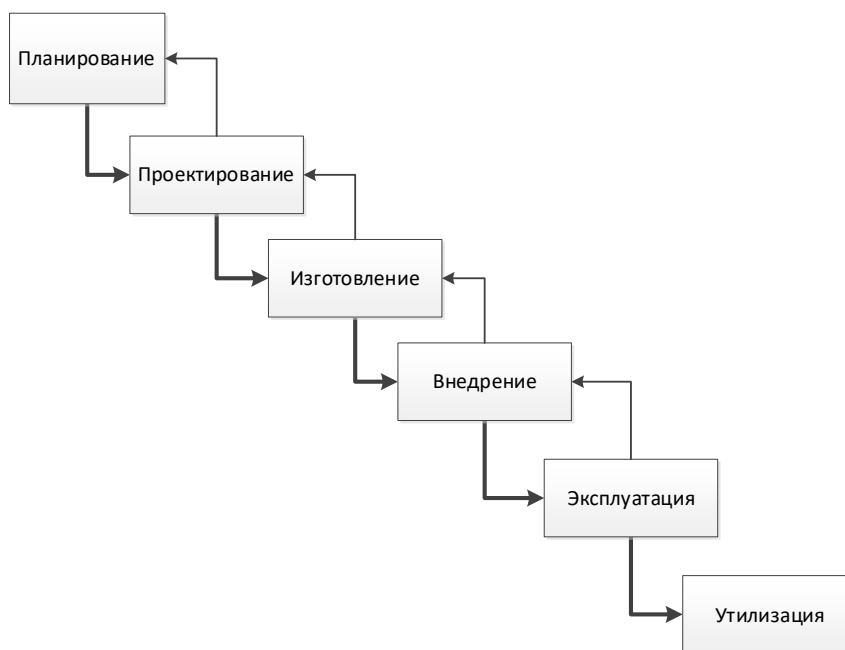 Планирование
Проектирование
Изготовление
Внедрение
Эксплуатация
Утилизация